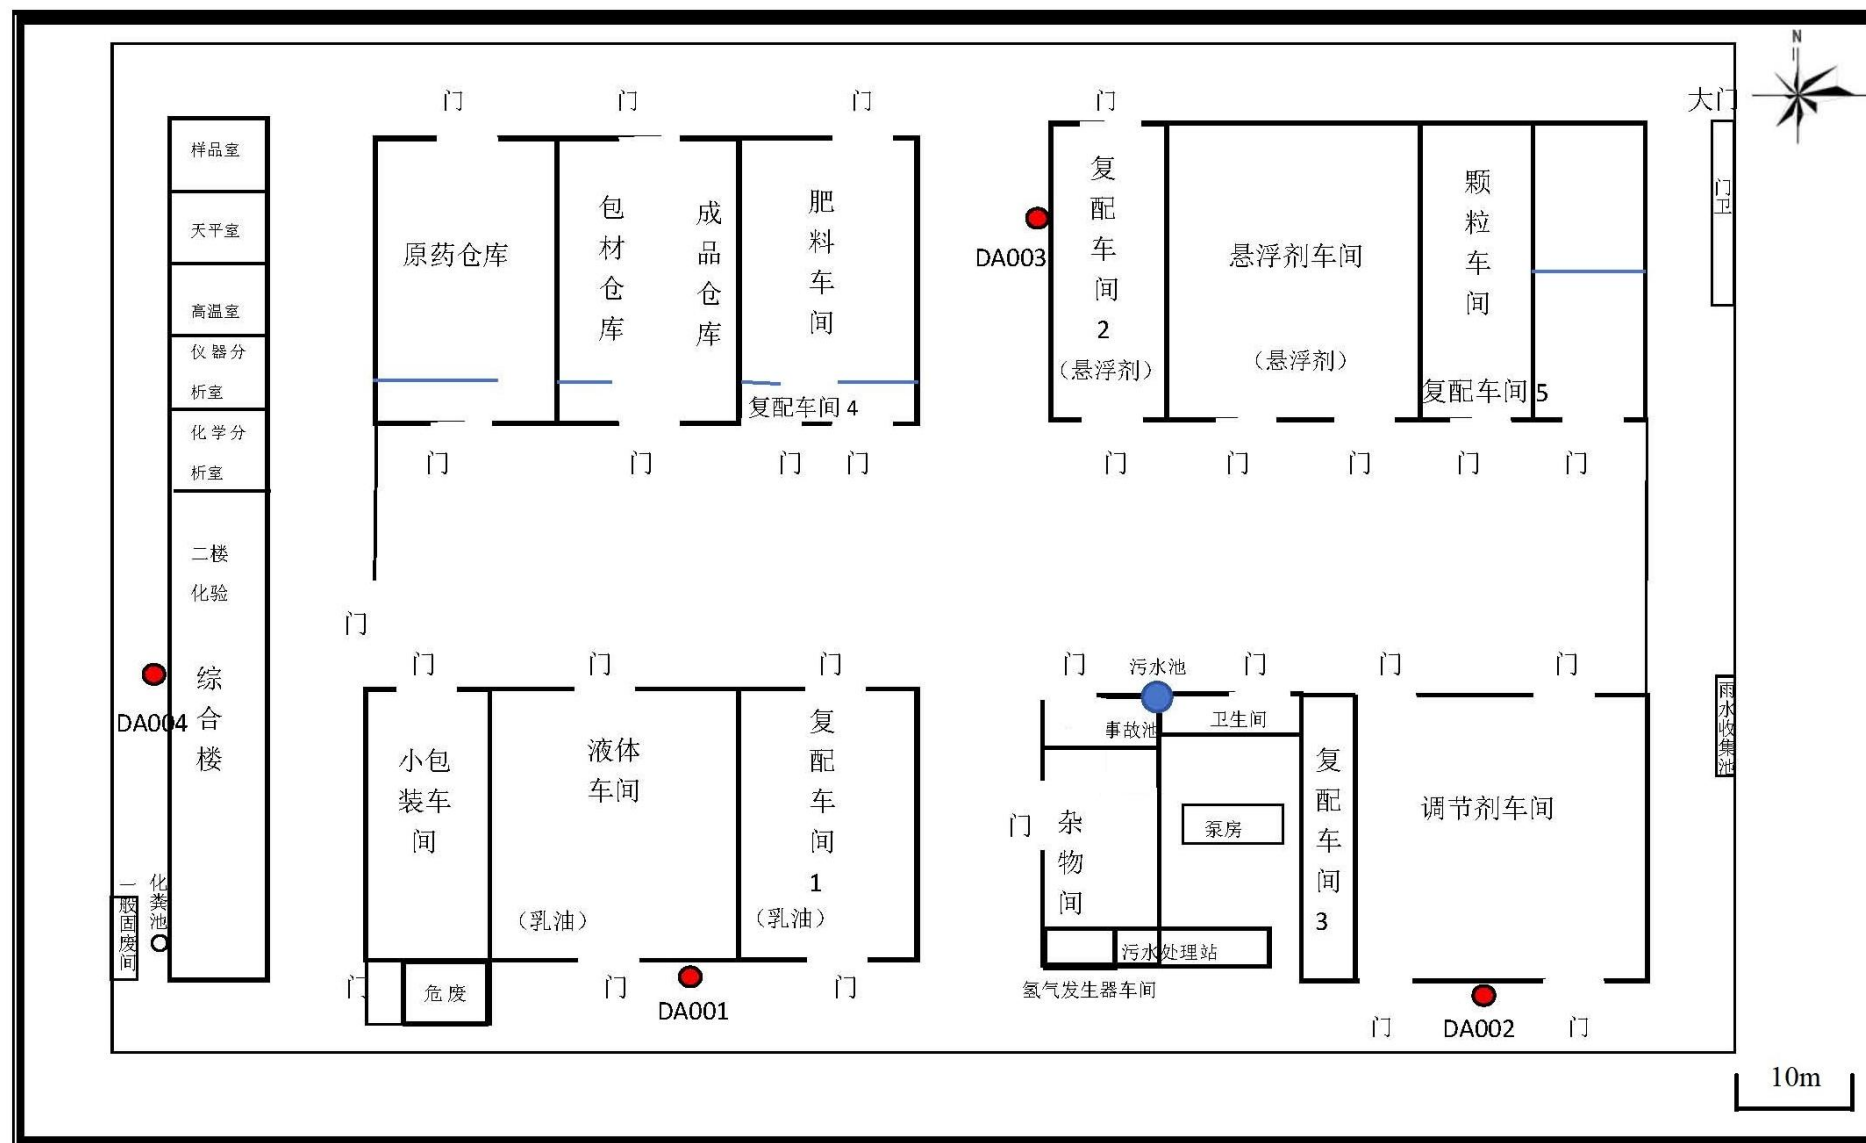 N
大门
门
门
门
门
样品室
天平室
高温室
仪器分
析室
化学分
析室
二楼
化验
综合楼
DA004
化粪池
一般固废间
原药仓库
包材仓库
成品仓库
肥料车间
复配车间 4
门
门
门
门
DA003
复配车间2
(悬浮剂)
悬浮剂车间
(悬浮剂)
颗粒车间
复配车间 5
门卫
门
门
门
门
门
门
门
门
门
小包
装车
间
液体
车间
(乳油)
复配车间1
(乳油)
门
危废
门
DA001
门
门
污水池
门
门
门
事故池
卫生间
门
杂物间
泵房
污水处理站
氢气发生器车间
复配车间3
调节剂车间
雨水收集池
门
DA002
门
10m